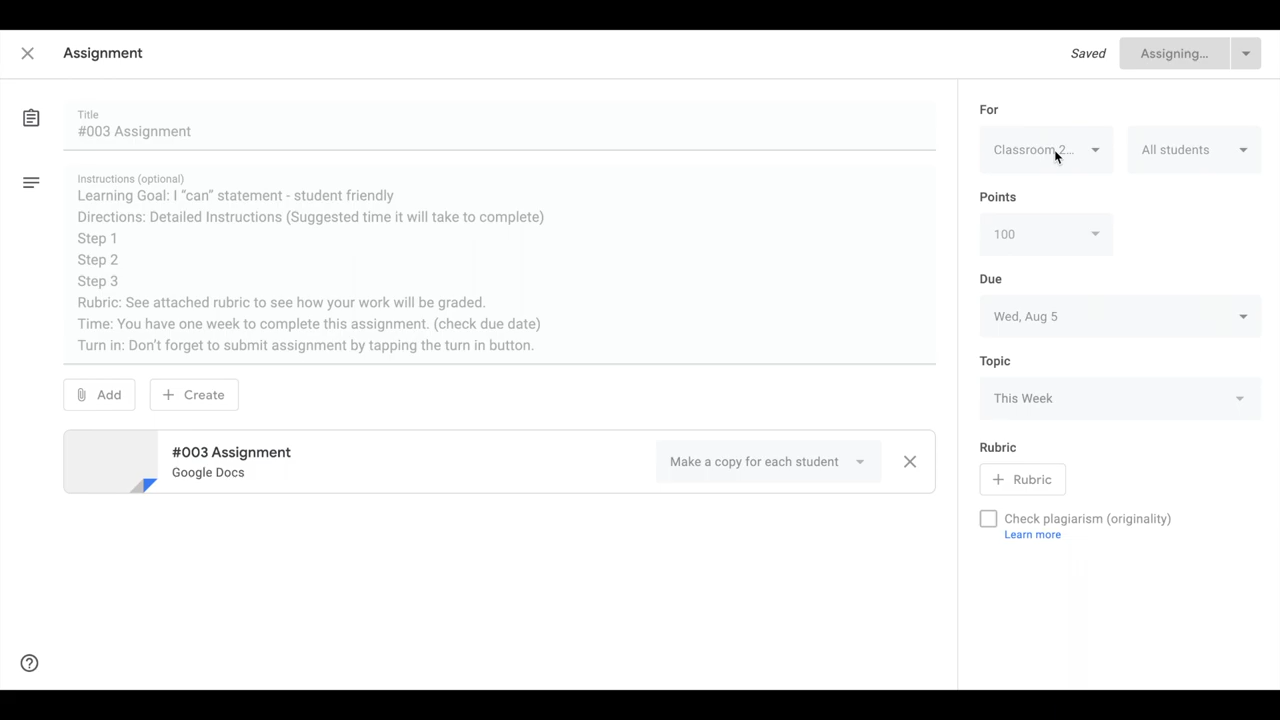 Assignment
Saved
Assigning...
Title
#003 Assignment
Instructions (optional)
Learning Goal: I “can” statement - student friendly
Directions: Detailed Instructions (Suggested time it will take to complete)
Step 1
Step 2
Step 3
Rubric: See attached rubric to see how your work will be graded.
Time: You have one week to complete this assignment. (check due date)
Turn in: Don’t forget to submit assignment by tapping the turn in button.
Add
Create
#003 Assignment
Google Docs
Make a copy for each student
For
Classroom 2...
All students
Points
100
Due
Wed, Aug 5
Topic
This Week
Rubric
Rubric
Check plagiarism (originality)
Learn more